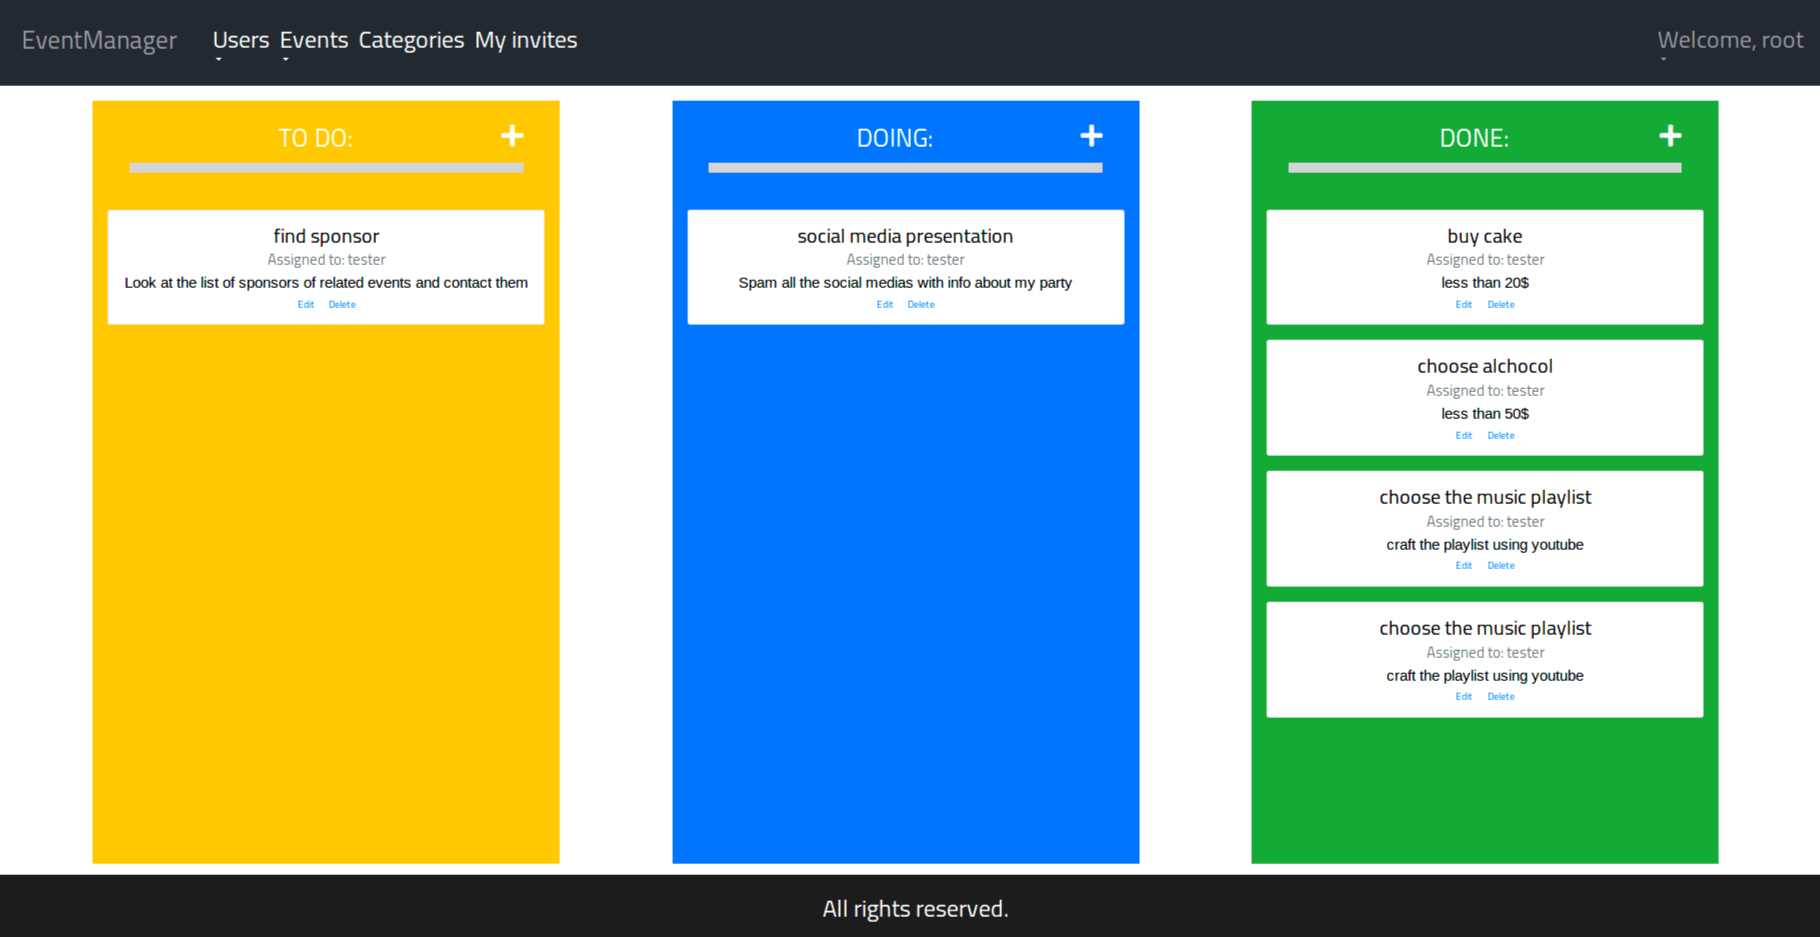 EventManager Users Events Categories My invites Welcome, root
TO DO:
find sponsor
Assigned to: tester
Look at the list of sponsors of related events and contact them
Edit Delete
DOING:
social media presentation
Assigned to: tester
Spam all the social medias with info about my party
Edit Delete
DONE:
buy cake
Assigned to: tester
less than 20$
Edit Delete
choose alchocol
Assigned to: tester
less than 50$
Edit Delete
choose the music playlist
Assigned to: tester
craft the playlist using youtube
Edit Delete
choose the music playlist
Assigned to: tester
craft the playlist using youtube
Edit Delete
All rights reserved.